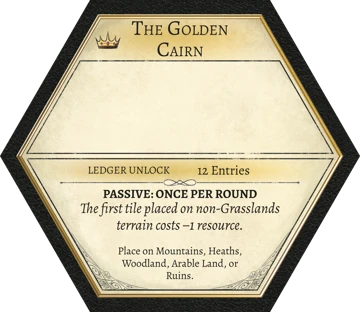 The Golden
Cairn
LEDGER UNLOCK 12 Entries
PASSIVE: ONCE PER ROUND
The first tile placed on non-Grasslands
terrain costs –1 resource.
Place on Mountains, Heaths,
Woodland, Arable Land, or
Ruins.